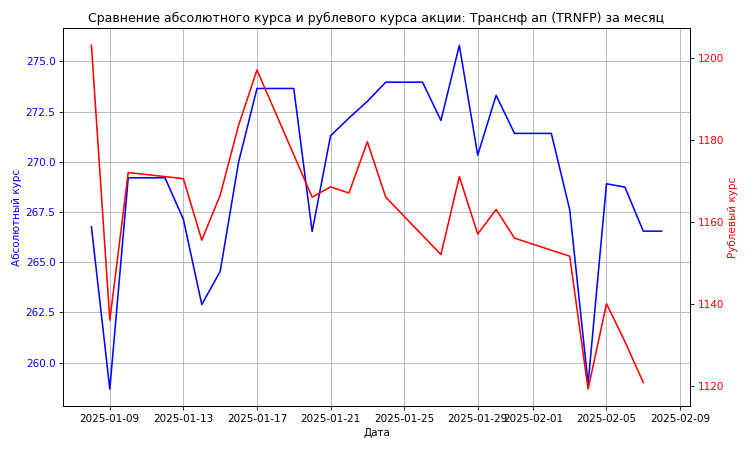 Сравнение абсолютного курса и рублевого курса акции: Транснф ап (TRNFP) за месяц
275.0
272.5
270.0
267.5
265.0
262.5
260.0
Абсолютный курс
1200
1180
1160
1140
1120
Рублевый курс
2025-01-09 2025-01-13 2025-01-17 2025-01-21 2025-01-25 2025-01-29 2025-02-01 2025-02-05 2025-02-09
Дата